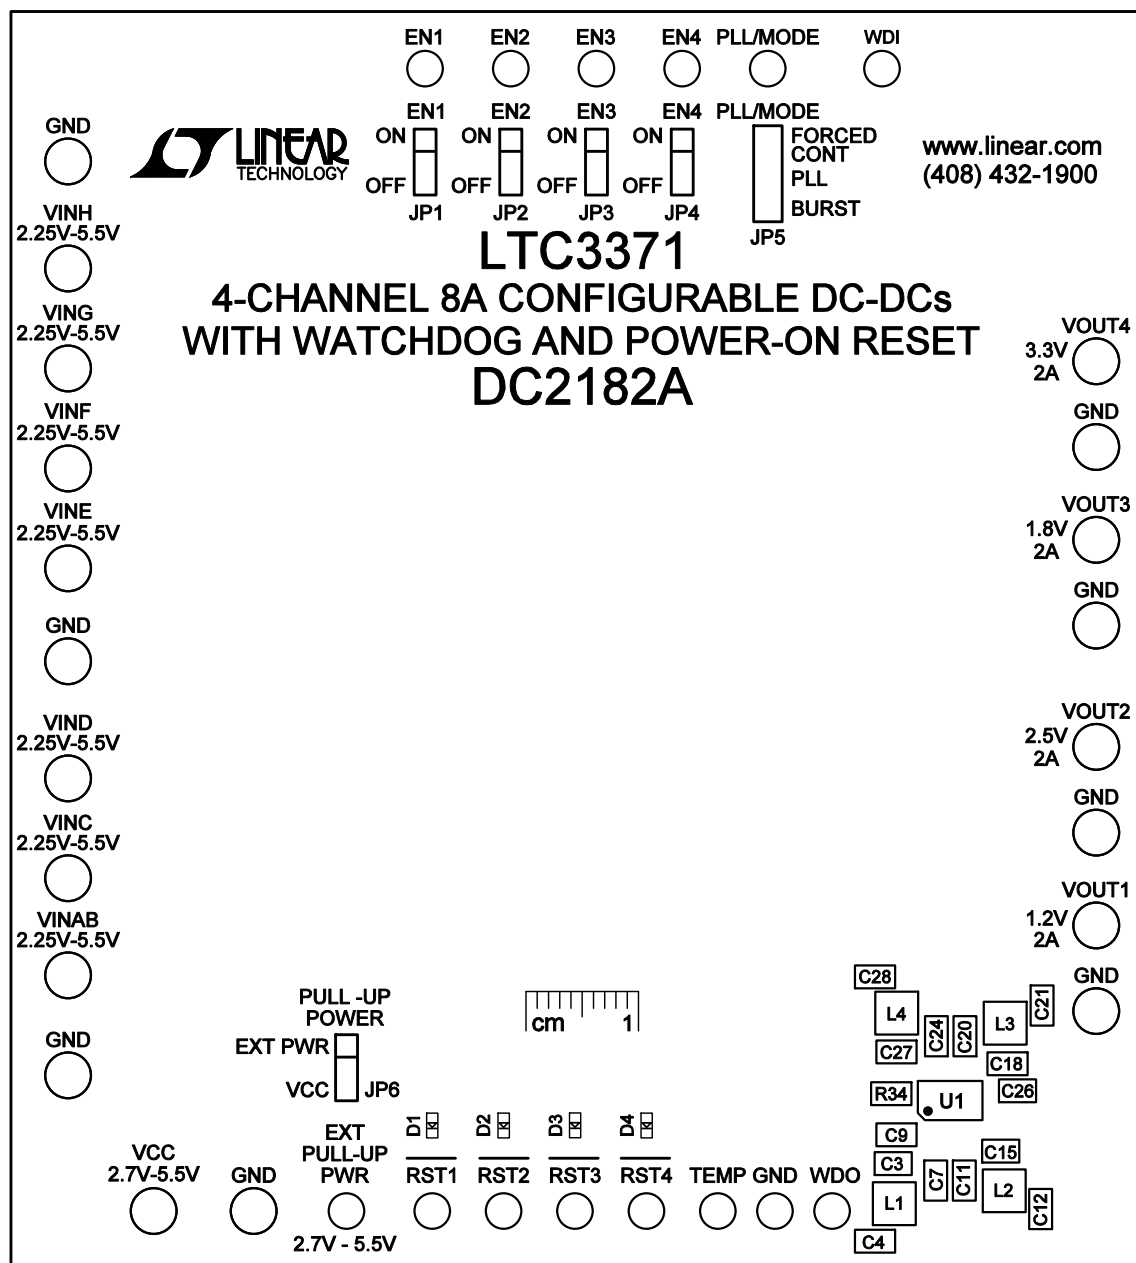 EN1 EN2 EN3 EN4 PLL/MODE WDI
EN1 EN2 EN3 EN4 PLL/MODE
GND
LINEAR
TECHNOLOGY
ON ON ON ON
OFF OFF OFF OFF
JP1 JP2 JP3 JP4
FORCED
CONT
PLL
BURST
JP5
www.linear.com
(408) 432-1900
VINH
2.25V-5.5V
LTC3371
4-CHANNEL 8A CONFIGURABLE DC-DCs
WITH WATCHDOG AND POWER-ON RESET
DC2182A
VING
2.25V-5.5V
VINF
2.25V-5.5V
VINE
2.25V-5.5V
GND
VIND
2.25V-5.5V
VINC
2.25V-5.5V
VINAB
2.25V-5.5V
GND
VOUT4
3.3V
2A
GND
VOUT3
1.8V
2A
GND
VOUT2
2.5V
2A
GND
VOUT1
1.2V
2A
GND
PULL -UP
POWER
EXT PWR
VCC JP6
cm 1
C28
L4 C24 C20 L3 C21
C27
C18
R34 U1 C26
C9
C3 C7 C11 C15
L1 L2 C12
C4
D1 D2 D3 D4
VCC
2.7V-5.5V
GND
EXT
PULL-UP
PWR
2.7V - 5.5V
RST1 RST2 RST3 RST4 TEMP GND WDO